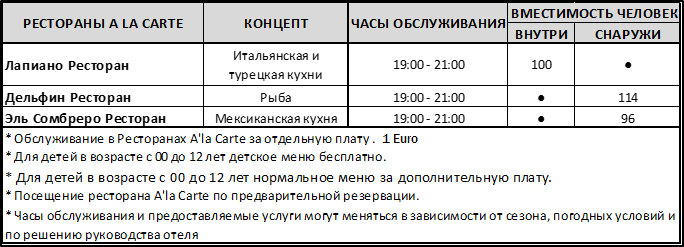 РЕСТОРАНЫ A LA CARTE КОНЦЕПТ ЧАСЫ ОБСЛУЖИВАНИЯ ВМЕСТИМОСТЬ ЧЕЛОВЕК
ВНУТРИ СНАРУЖИ
Лапиано Ресторан Итальянская и турецкая кухни 19:00 - 21:00 100 ●
Дельфин Ресторан Рыба 19:00 - 21:00 ● 114
Эль Сомбреро Ресторан Мексиканская кухня 19:00 - 21:00 ● 96
* Обслуживание в Ресторанах A'la Carte за отдельную плату . 1 Euro
* Для детей в возрасте с 00 до 12 лет детское меню бесплатно.
* Для детей в возрасте с 00 до 12 лет нормальное меню за дополнительную плату.
* Посещение ресторана A'la Carte по предварительной резервации.
* Часы обслуживания и предоставляемые услуги могут меняться в зависимости от сезона, погодных условий и
по решению руководства отеля